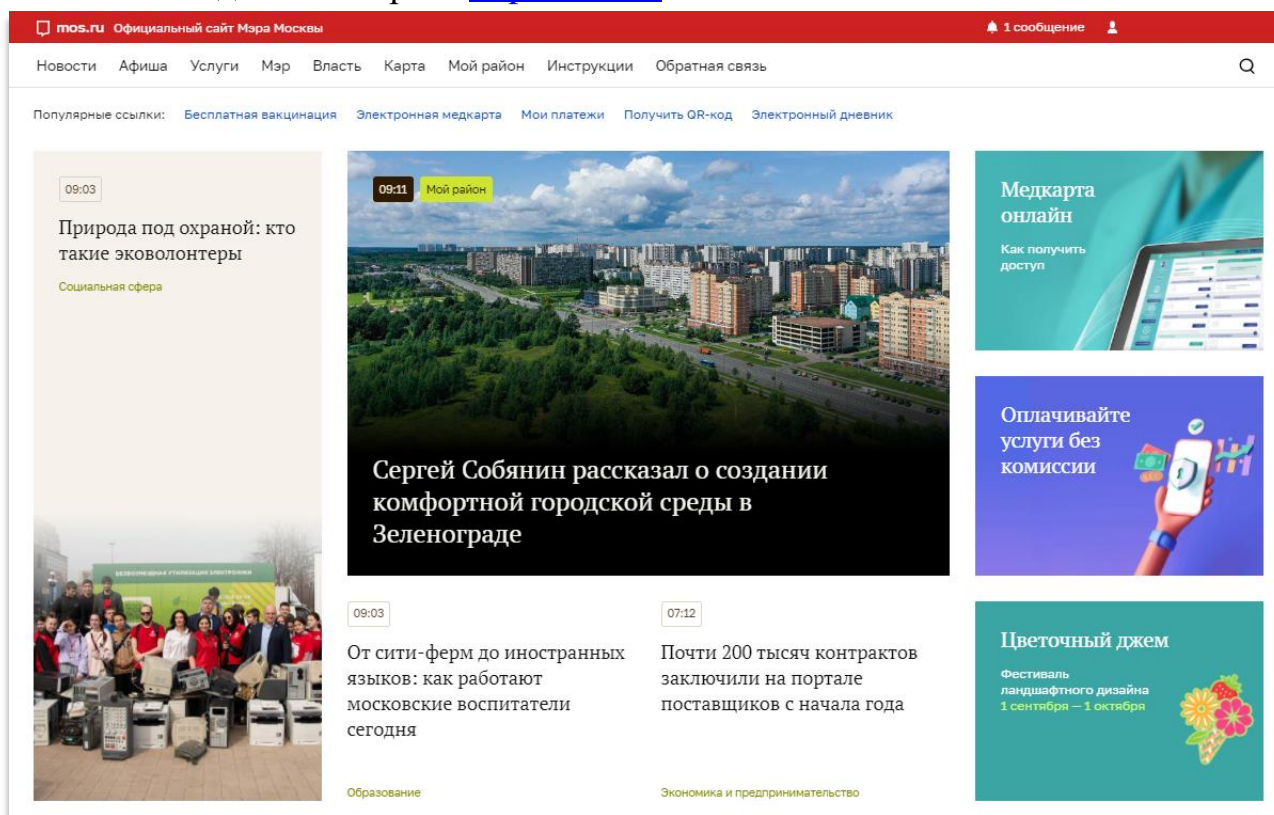 mos.ru Официальный сайт Мэра Москвы
1 сообщение
Новости Афиша Услуги Мэр Власть Карта Мой район Инструкции Обратная связь
Популярные ссылки: Бесплатная вакцинация Электронная медкарта Мои платежи Получить QR-код Электронный дневник
09:03
Природа под охраной: кто
такие эковолонтеры
Социальная сфера
БЕЗВОЗМЕЗДНАЯ УТИЛИЗАЦИЯ ЭЛЕКТРОНИКИ
09:11 Мой район
Сергей Собянин рассказал о создании
комфортной городской среды в
Зеленограде
09:03
От сити-ферм до иностранных
языков: как работают
московские воспитатели
сегодня
Образование
07:12
Почти 200 тысяч контрактов
заключили на портале
поставщиков с начала года
Экономика и предпринимательство
Медкарта
онлайн
Как получить
доступ
Оплачивайте
услуги без
комиссии
Цветочный джем
Фестиваль
ландшафтного дизайна
1 сентября — 1 октября